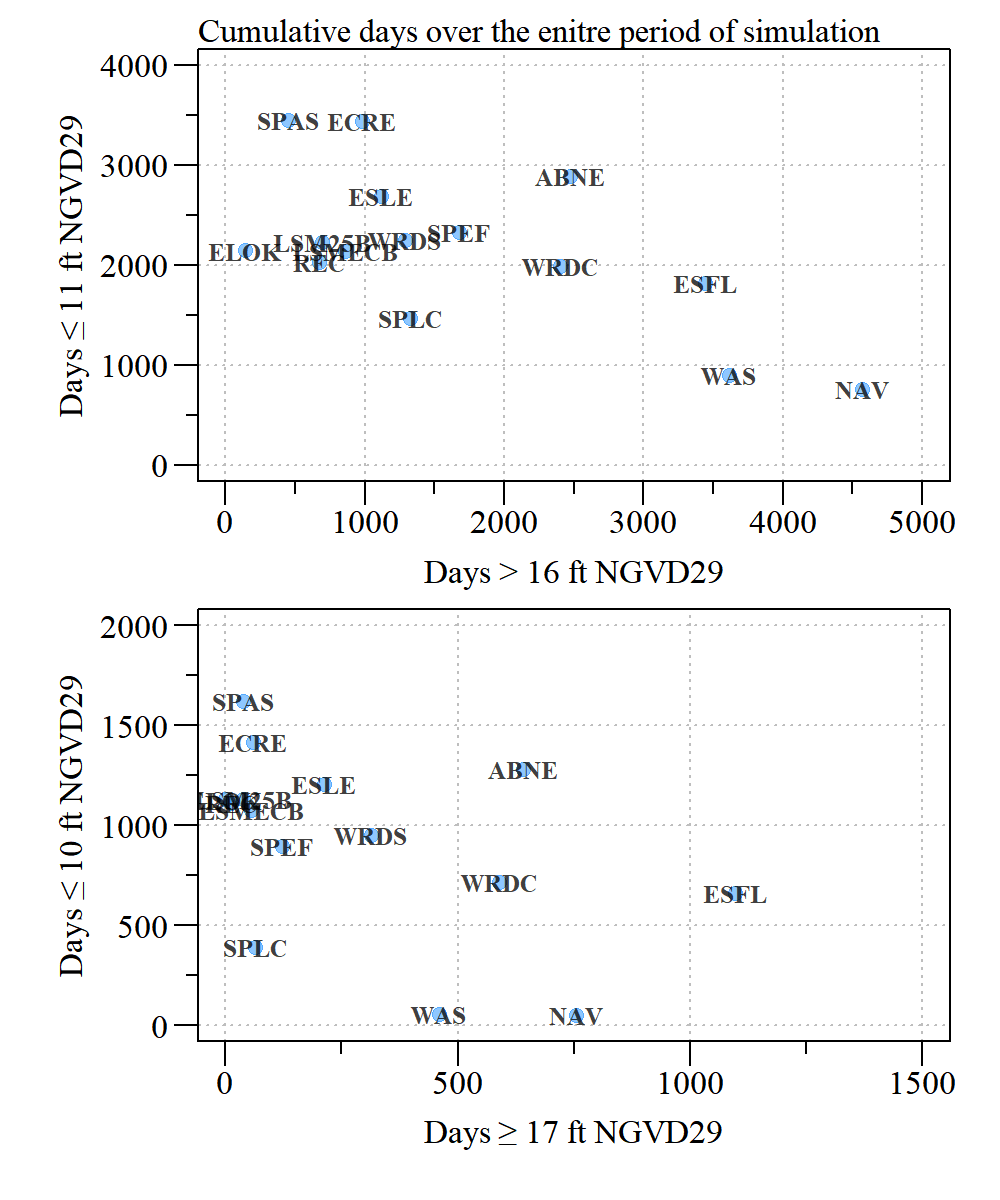 Cumulative days over the enitre period of simulation
Days ≤ 11 ft NGVD29
4000
3000
2000
1000
0
SPAS ECRE
ABNE
ESLE
SPEF
WRDS
LSM25B
ELOK
REC
WRDC
ESFL
SPLC
WAS
NAV
0 1000 2000 3000 4000 5000
Days > 16 ft NGVD29
Days ≤ 10 ft NGVD29
2000
1500
1000
500
0
SPAS
ECRE
ABNE
ESLE
ESMECB
WRDS
SPEF
WRDC
ESFL
SPLC
WAS
NAV
0 500 1000 1500
Days ≥ 17 ft NGVD29